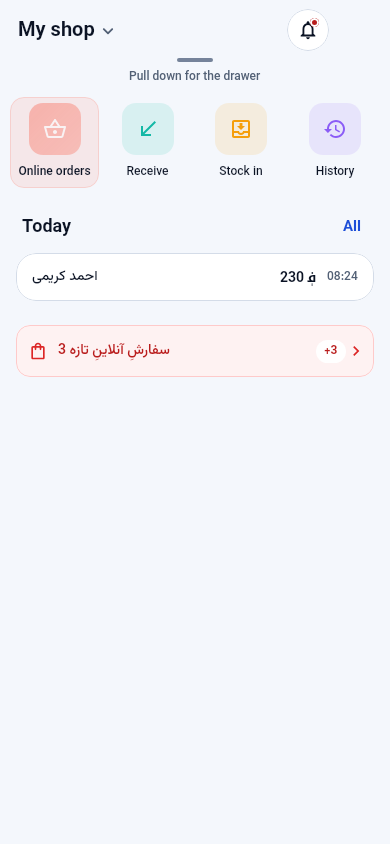 My shop
Pull down for the drawer
Online orders
Receive
Stock in
History
Today
All
احمد کریمی
230 ؋
08:24
3 سفارشِ آنلاینِ تازه
+3